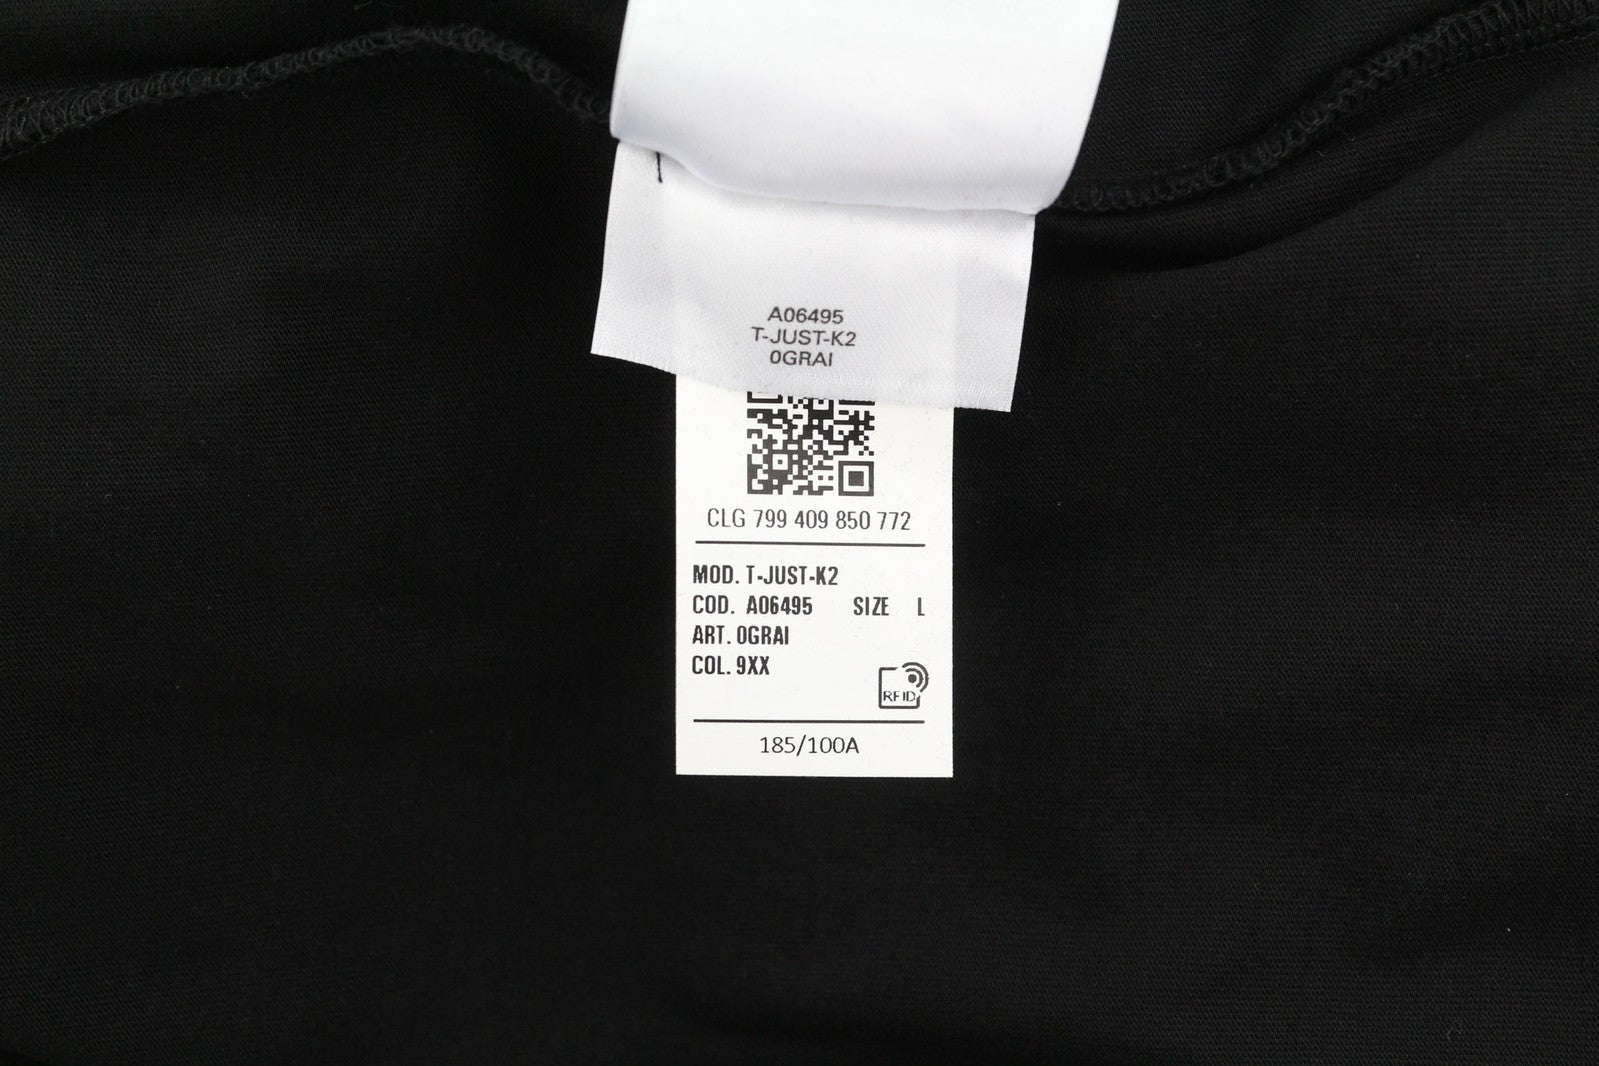 A06495
T-JUST-K2
0GRAI
CLG 799 409 850 772
MOD. T-JUST-K2
COD. A06495 SIZE L
ART. 0GRAI
COL. 9XX
RFID
185/100A